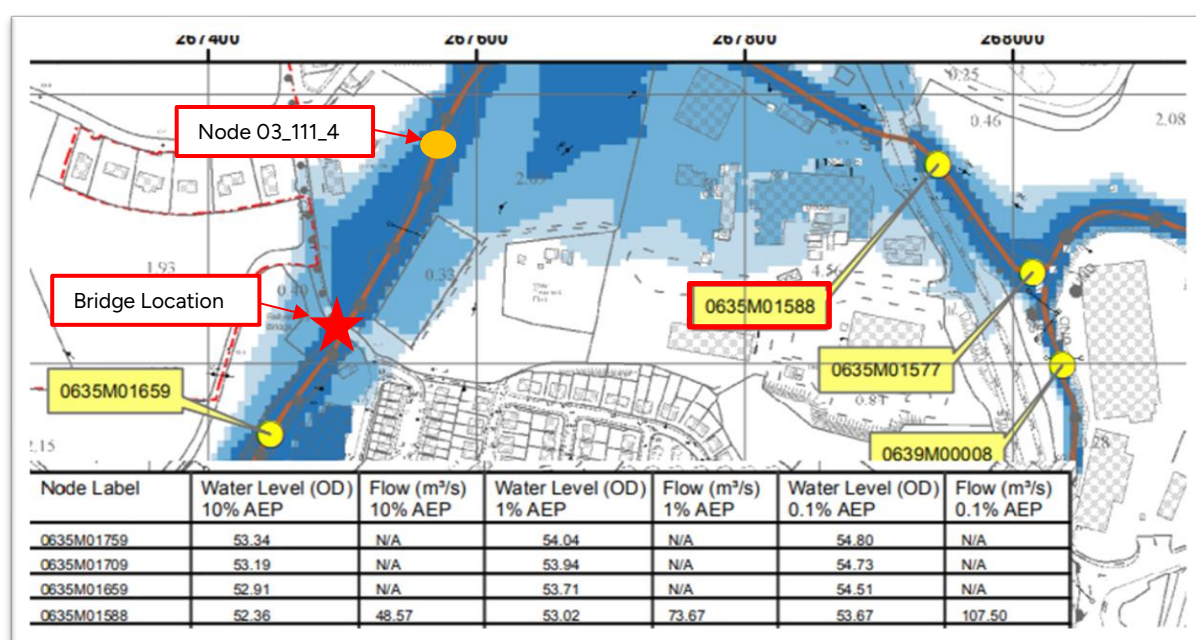 267400 267600 267800 268000
0.25
0.46
2.08
Node 03_111_4
1.93
0.40
0.33
4.56
Bridge Location
0635M01588
0635M01659
0635M01577
0.87
2.15
0639M00008
0.28
Node Label Water Level (OD) 10% AEP Flow (m³/s) 10% AEP Water Level (OD) 1% AEP Flow (m³/s) 1% AEP Water Level (OD) 0.1% AEP Flow (m³/s) 0.1% AEP
0635M01759 53.34 N/A 54.04 N/A 54.80 N/A
0635M01709 53.19 N/A 53.94 N/A 54.73 N/A
0635M01659 52.91 N/A 53.71 N/A 54.51 N/A
0635M01588 52.36 48.57 53.02 73.67 53.67 107.50